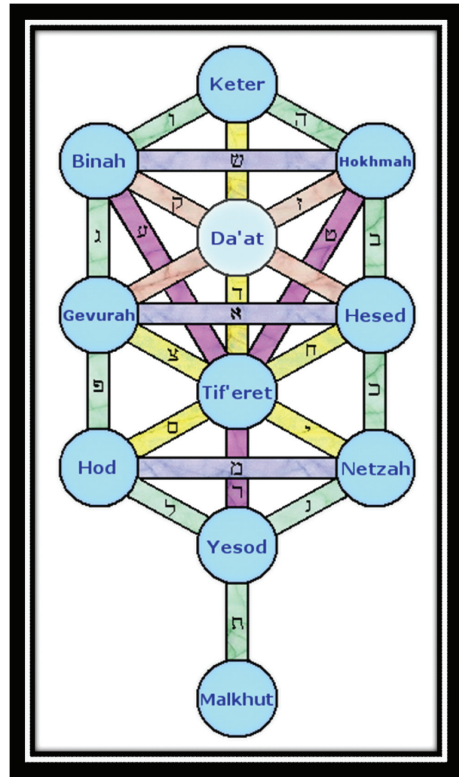 Keter
ו ה
Binah ש Hokhmah
ק ז
ג ע ט ב
Da'at
ד
Gevurah א Hesed
צ ח
פ כ
Tif'eret
ס י
Hod מ Netzah
ר
ל נ
Yesod
ת
Malkhut